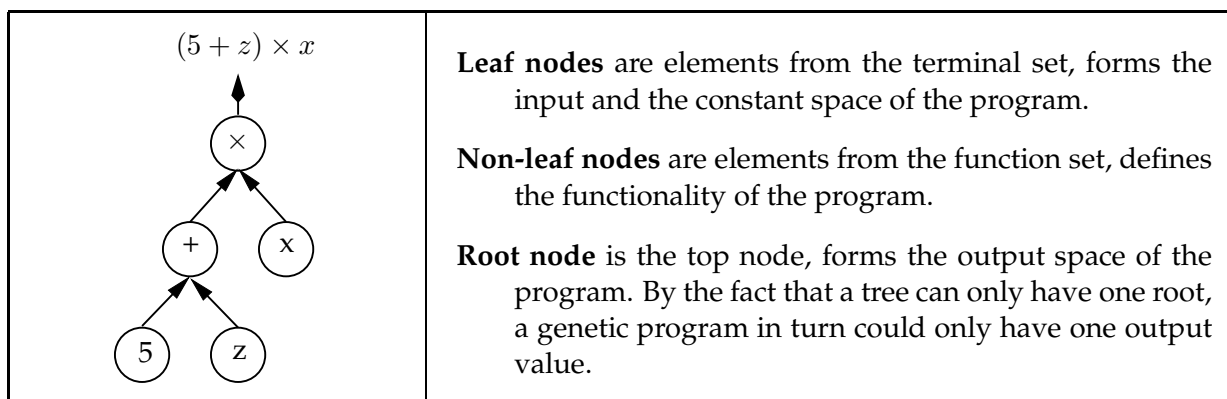 (5 + z) × x
×
+
x
5
z
Leaf nodes are elements from the terminal set, forms the
input and the constant space of the program.
Non-leaf nodes are elements from the function set, defines
the functionality of the program.
Root node is the top node, forms the output space of the
program. By the fact that a tree can only have one root,
a genetic program in turn could only have one output
value.